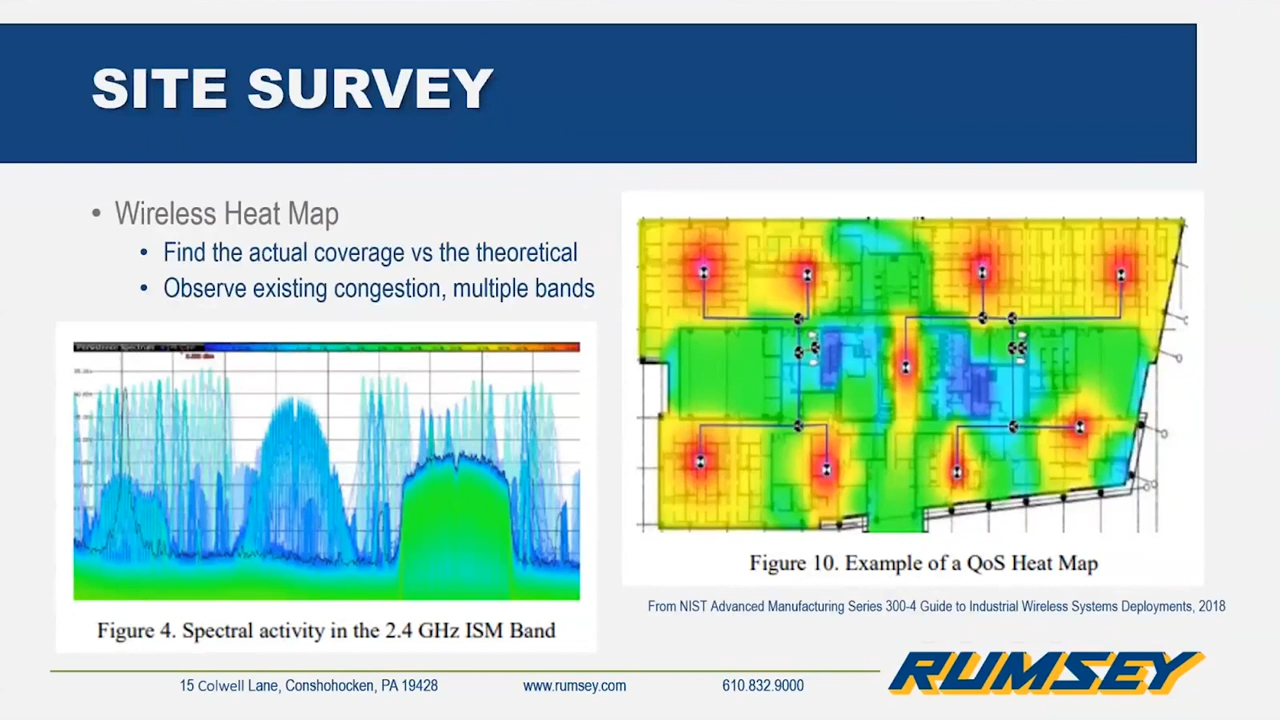 SITE SURVEY
• Wireless Heat Map
• Find the actual coverage vs the theoretical
• Observe existing congestion, multiple bands
Figure 4. Spectral activity in the 2.4 GHz ISM Band
Figure 10. Example of a QoS Heat Map
From NIST Advanced Manufacturing Series 300-4 Guide to Industrial Wireless Systems Deployments, 2018
15 Colwell Lane, Conshohocken, PA 19428
www.rumsey.com
610.832.9000
RUMSEY